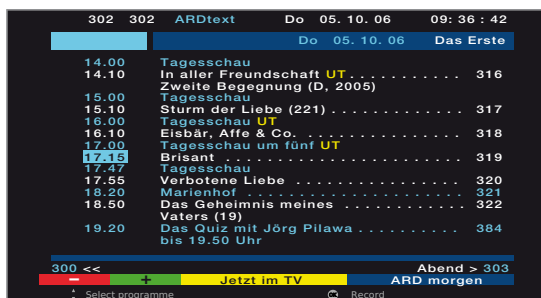 302 302 ARDtext Do 05. 10. 06 09: 36 : 42
Do 05. 10. 06 Das Erste
14.00 Tagesschau
14.10 In aller Freundschaft UT . . . . . . . . . . . 316
Zweite Begegnung (D, 2005)
15.00 Tagesschau
15.10 Sturm der Liebe (221) . . . . . . . . . . . . . 317
16.00 Tagesschau UT
16.10 Eisbär, Affe & Co. . . . . . . . . . . . . . . 318
17.00 Tagesschau um fünf UT
17.15 Brisant . . . . . . . . . . . . . . . . . . . . 319
17.47 Tagesschau
17.55 Verbotene Liebe . . . . . . . . . . . . . . . 320
18.20 Marienhof . . . . . . . . . . . . . . . . . . 321
18.50 Das Geheimnis meines . . . . . . . . . . . 322
Vaters (19)
19.20 Das Quiz mit Jörg Pilawa . . . . . . . . . 384
bis 19.50 Uhr
300 << Abend > 303
− + Jetzt im TV ARD morgen
Select programme Record